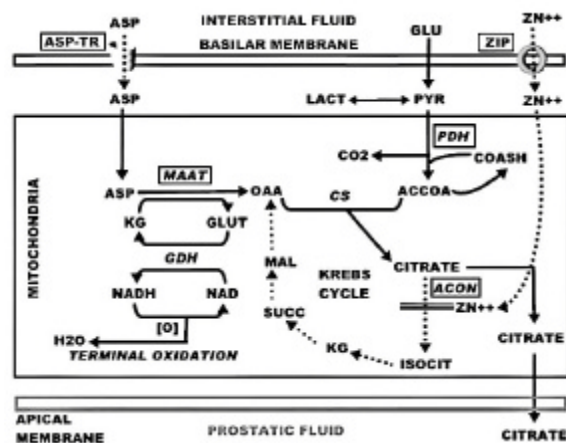 ASP INTERSTITIAL FLUID ZN++
ASP-TR BASILAR MEMBRANE GLU ZIP
ASP LACT PYR ZN++
PDH
CO2 COASH
MAAT
ASP OAA CS ACCOA
KG GLUT
GDH
MAL KREBS CITRATE
CYCLE ACON
NADH NAD
SUCC ZN++
[O]
H2O KG CITRATE
TERMINAL OXIDATION
ISOCIT
MITOCHONDRIA
APICAL
MEMBRANE PROSTATIC FLUID CITRATE